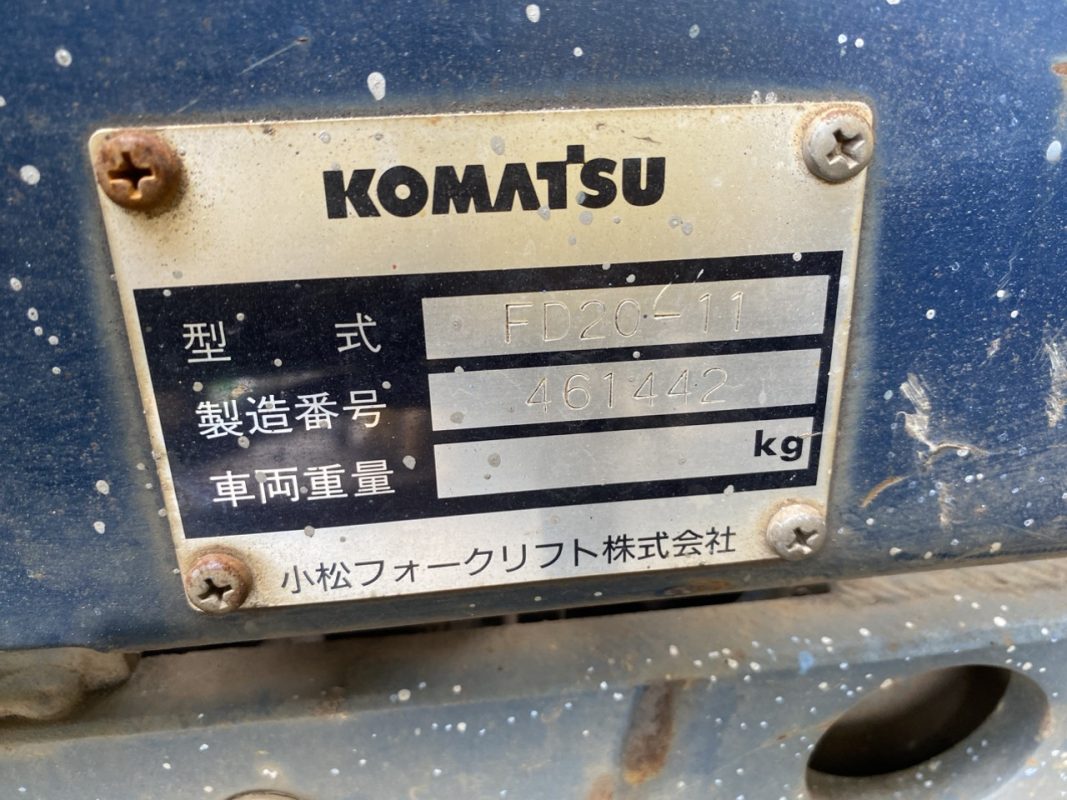 KOMATSU
型式 FD20-11
製造番号 461442
車両重量 kg
小松フォークリフト株式会社